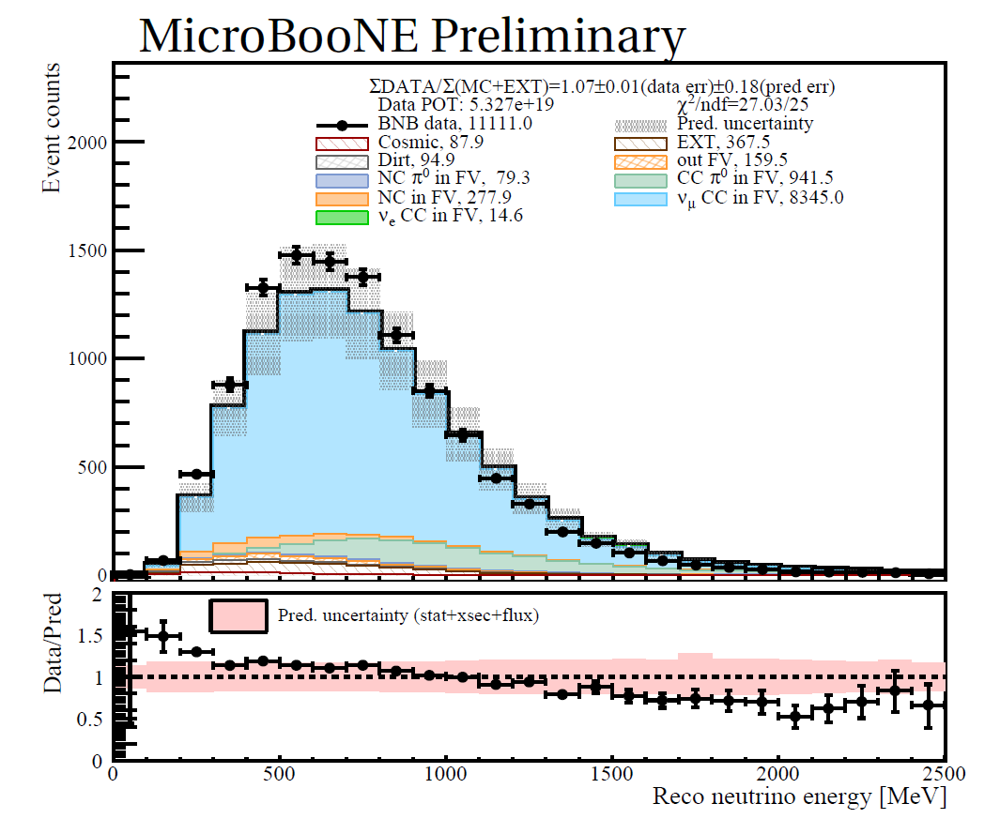 MicroBooNE Preliminary
Event counts
ΣDATA/Σ(MC+EXT)=1.07±0.01(data err)±0.18(pred err)
Data POT: 5.327e+19
χ²/ndf=27.03/25
BNB data, 11111.0
Pred. uncertainty
Cosmic, 87.9
EXT, 367.5
Dirt, 94.9
out FV, 159.5
NC π⁰ in FV, 79.3
CC π⁰ in FV, 941.5
NC in FV, 277.9
νμ CC in FV, 8345.0
νe CC in FV, 14.6
2000
1500
1000
500
0
Data/Pred
Pred. uncertainty (stat+xsec+flux)
2
1.5
1
0.5
0
0 500 1000 1500 2000 2500
Reco neutrino energy [MeV]